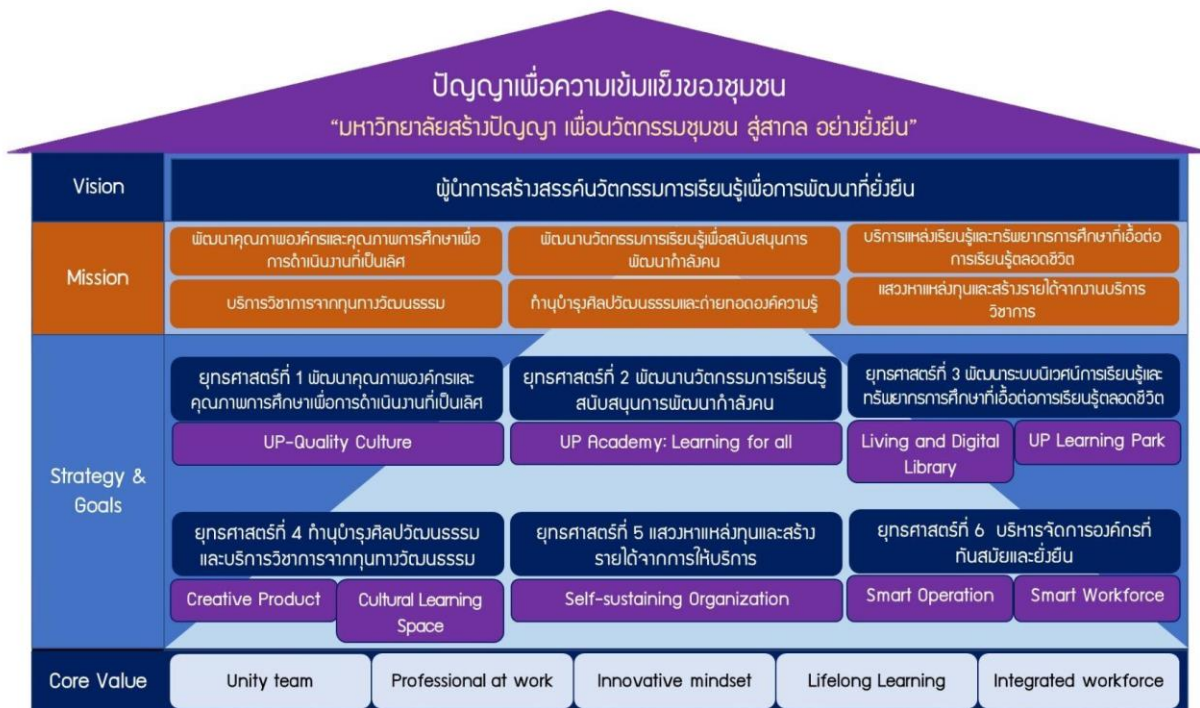 ปัญญาเพื่อความเข้มแข็งของชุมชน
“มหาวิทยาลัยสร้างปัญญา เพื่อนวัตกรรมชุมชน สู่สากล อย่างยั่งยืน”
Vision
ผู้นำการสร้างสรรค์นวัตกรรมการเรียนรู้เพื่อการพัฒนาที่ยั่งยืน
Mission
พัฒนาคุณภาพองค์กรและคุณภาพการศึกษาเพื่อ
การดำเนินงานที่เป็นเลิศ
พัฒนานวัตกรรมการเรียนรู้เพื่อสนับสนุนการ
พัฒนากำลังคน
บริการแหล่งเรียนรู้และทรัพยากรการศึกษาที่เอื้อต่อ
การเรียนรู้ตลอดชีวิต
บริการวิชาการจากทุนทางวัฒนธรรม
ทำนุบำรุงศิลปวัฒนธรรมและถ่ายทอดองค์ความรู้
แสวงหาแหล่งทุนและสร้างรายได้จากงานบริการ
วิชาการ
Strategy &
Goals
ยุทธศาสตร์ที่ 1 พัฒนาคุณภาพองค์กรและ
คุณภาพการศึกษาเพื่อการดำเนินงานที่เป็นเลิศ
UP-Quality Culture
ยุทธศาสตร์ที่ 2 พัฒนานวัตกรรมการเรียนรู้
สนับสนุนการพัฒนากำลังคน
UP Academy: Learning for all
ยุทธศาสตร์ที่ 3 พัฒนาระบบนิเวศน์การเรียนรู้และ
ทรัพยากรการศึกษาที่เอื้อต่อการเรียนรู้ตลอดชีวิต
Living and Digital
Library
UP Learning Park
ยุทธศาสตร์ที่ 4 ทำนุบำรุงศิลปวัฒนธรรม
และบริการวิชาการจากทุนทางวัฒนธรรม
Creative Product
Cultural Learning
Space
ยุทธศาสตร์ที่ 5 แสวงหาแหล่งทุนและสร้าง
รายได้จากการให้บริการ
Self-sustaining Organization
ยุทธศาสตร์ที่ 6 บริหารจัดการองค์กรที่
ทันสมัยและยั่งยืน
Smart Operation
Smart Workforce
Core Value
Unity team
Professional at work
Innovative mindset
Lifelong Learning
Integrated workforce